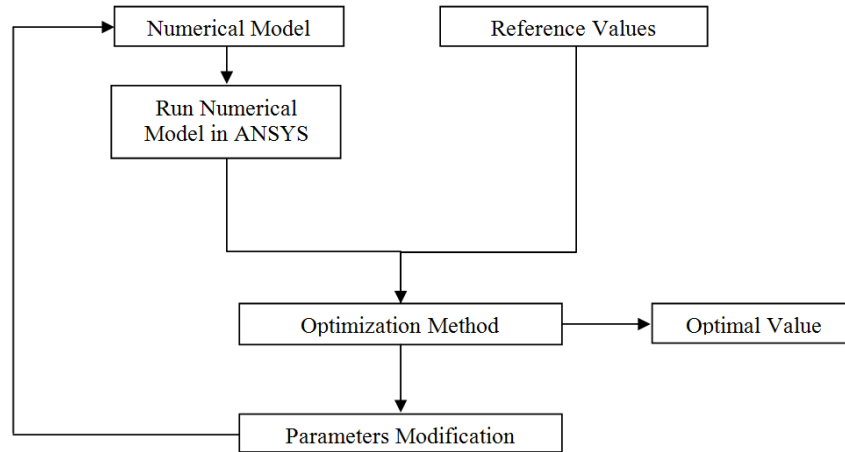 Numerical Model
Reference Values
Run Numerical
Model in ANSYS
Optimization Method
Optimal Value
Parameters Modification